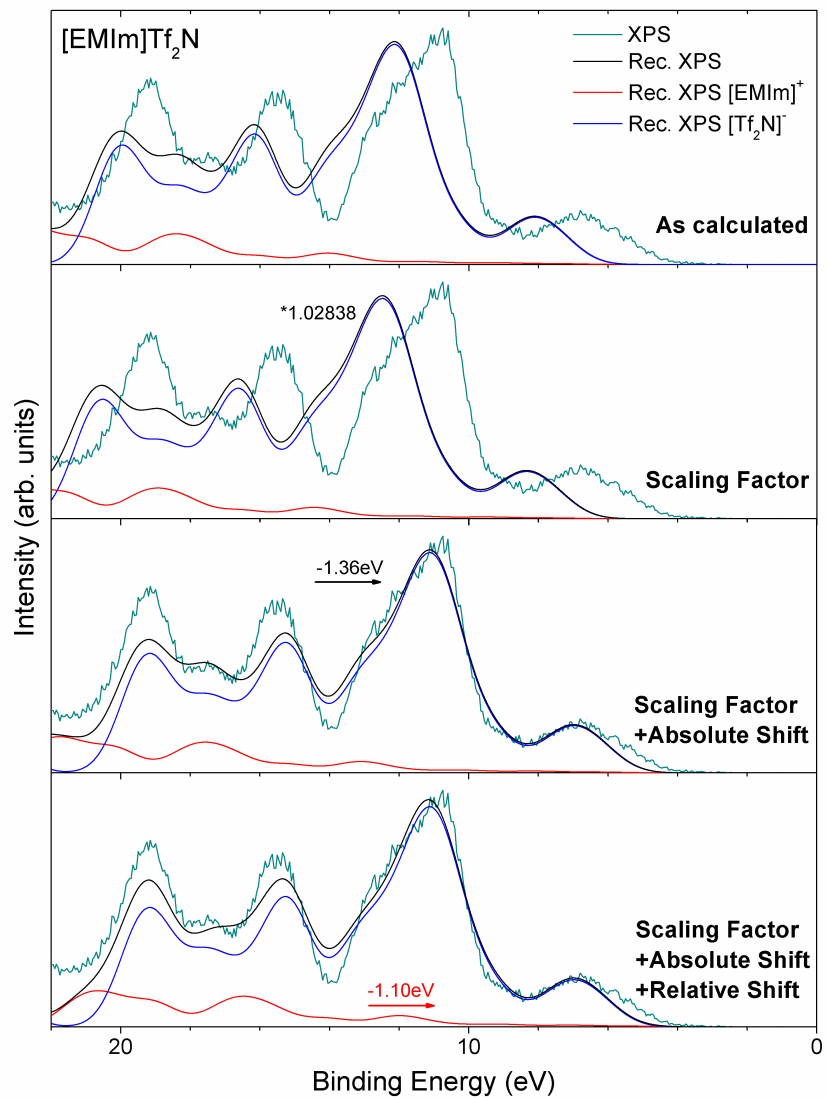 [EMIm]Tf₂N
XPS
Rec. XPS
Rec. XPS [EMIm]⁺
Rec. XPS [Tf₂N]⁻
As calculated
*1.02838
Scaling Factor
-1.36eV
Scaling Factor
+Absolute Shift
Scaling Factor
+Absolute Shift
+Relative Shift
-1.10eV
Intensity (arb. units)
20
10
0
Binding Energy (eV)